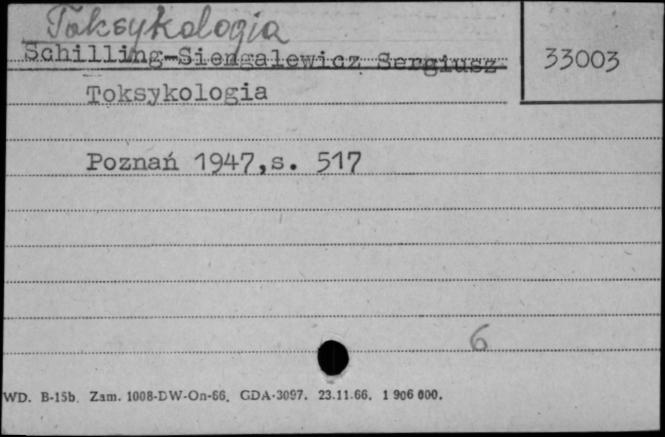 Toksykologia
Schilling-Siengalewicz Sergiusz
33003
Toksykologia
Poznań 1947,s. 517
6
WD. B-15b. Zam. 1008-DW-On-66. GDA-3097. 23.11.66. 1 906 000.